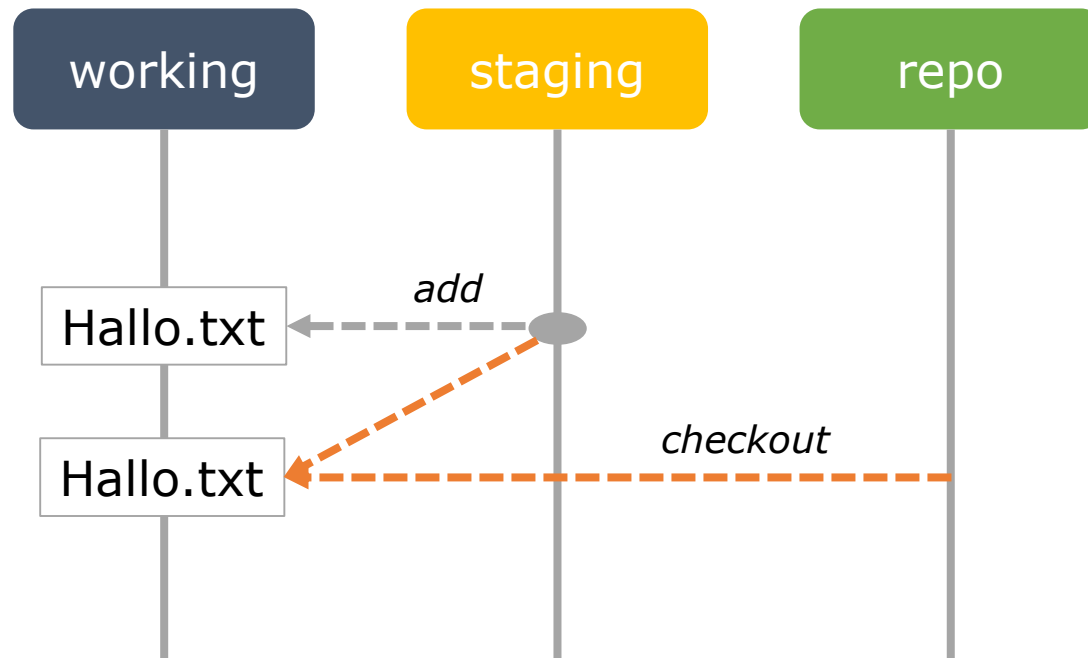 working
staging
repo
add
Hallo.txt
checkout
Hallo.txt